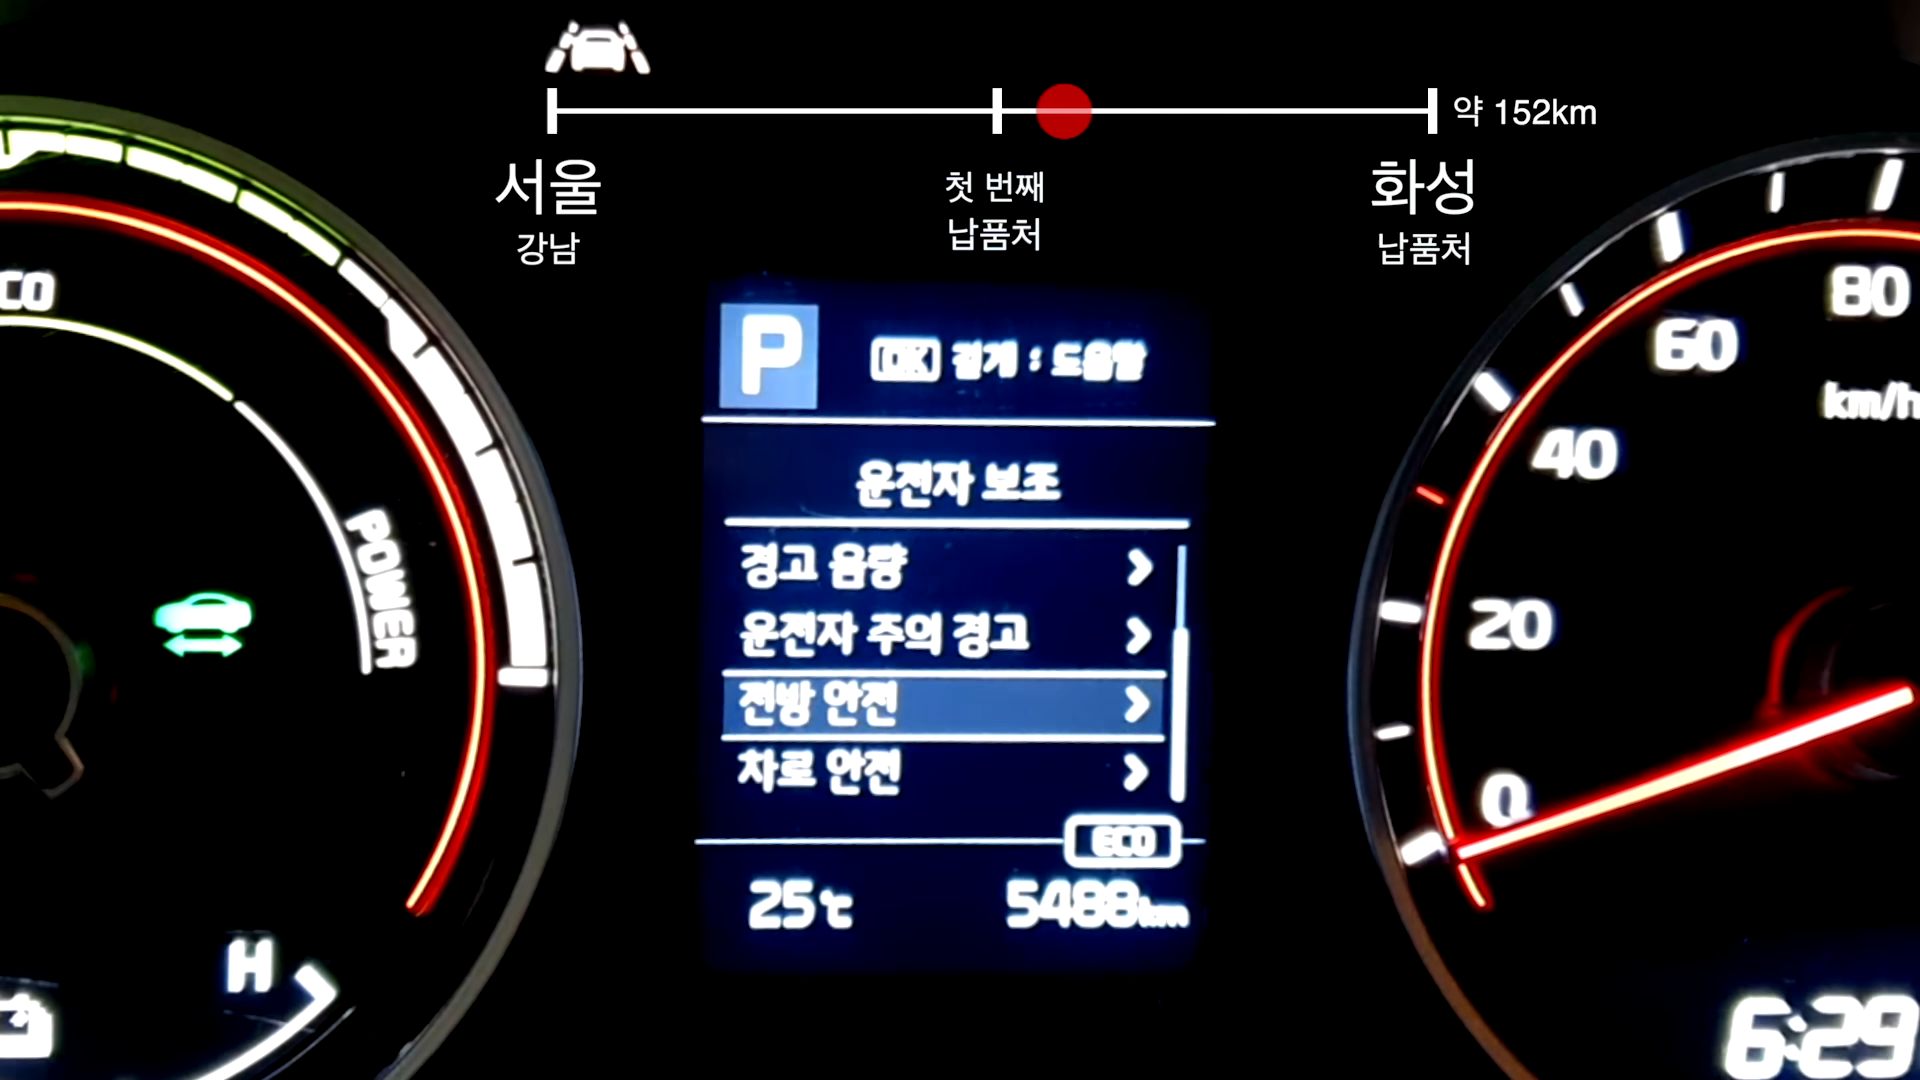 약 152km
서울
강남
첫 번째
납품처
화성
납품처
P
OK 길게 : 도움말
운전자 보조
경고 음량
운전자 주의 경고
전방 안전
차로 안전
ECO
25℃
5488km
CO
POWER
H
80
60
km/h
40
20
0
6:29